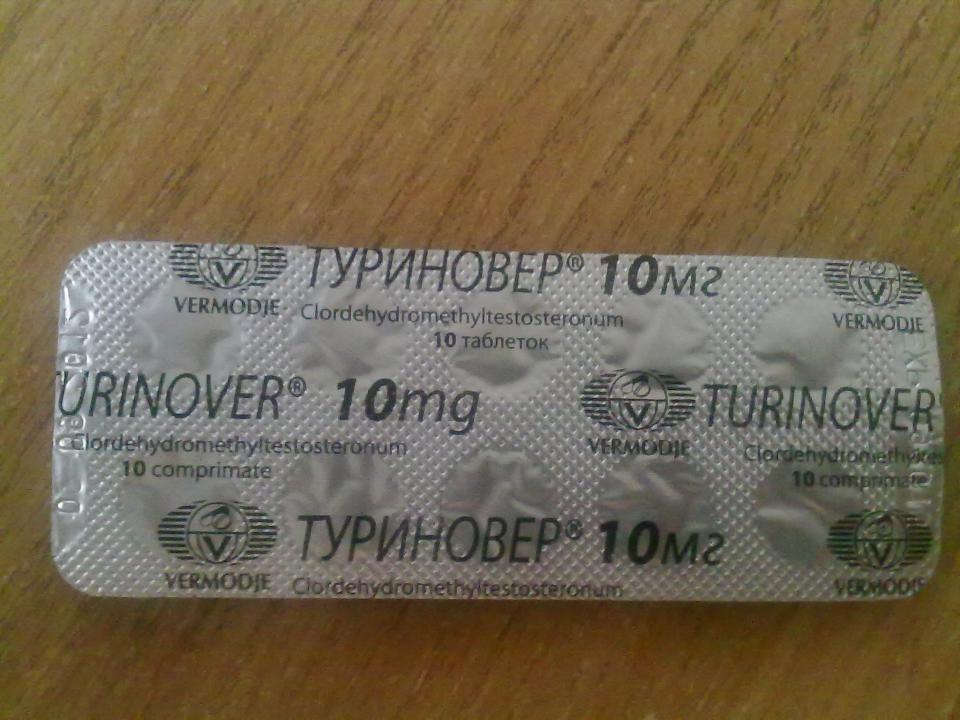 ТУРИНОВЕР® 10мг
VERMODJE
Clordehydromethyltestosteronum
VERMODJE
10 таблеток
URINOVER® 10mg
TURINOVER
Clordehydromethyltestosteronum
VERMODJE
10 comprimate
10 comprimate
ТУРИНОВЕР® 10мг
VERMODJE
Clordehydromethyltestosteronum
VERMODJE